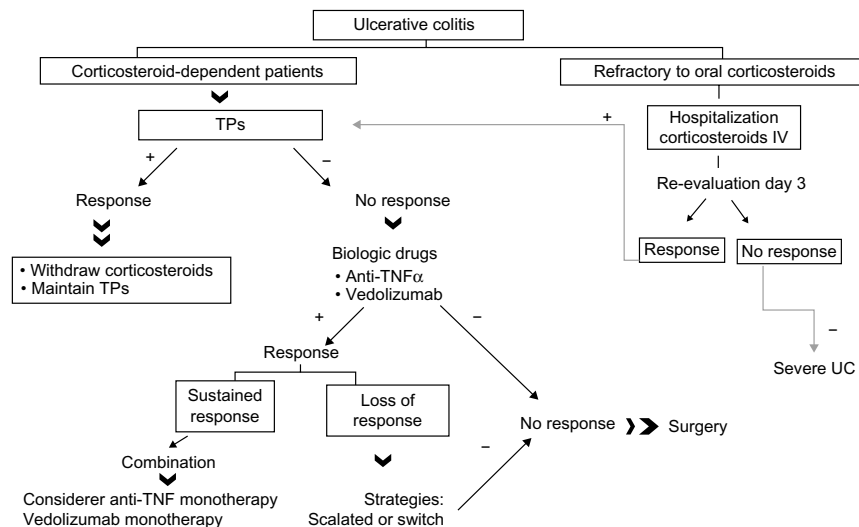 Ulcerative colitis
Corticosteroid-dependent patients
Refractory to oral corticosteroids
TPs
+
Hospitalization
corticosteroids IV
+
–
Re-evaluation day 3
Response
No response
Response
No response
• Withdraw corticosteroids
• Maintain TPs
Biologic drugs
• Anti-TNFα
• Vedolizumab
+
–
–
Response
Severe UC
Sustained
response
Loss of
response
No response
Surgery
–
Combination
Considerer anti-TNF monotherapy
Vedolizumab monotherapy
Strategies:
Scalated or switch